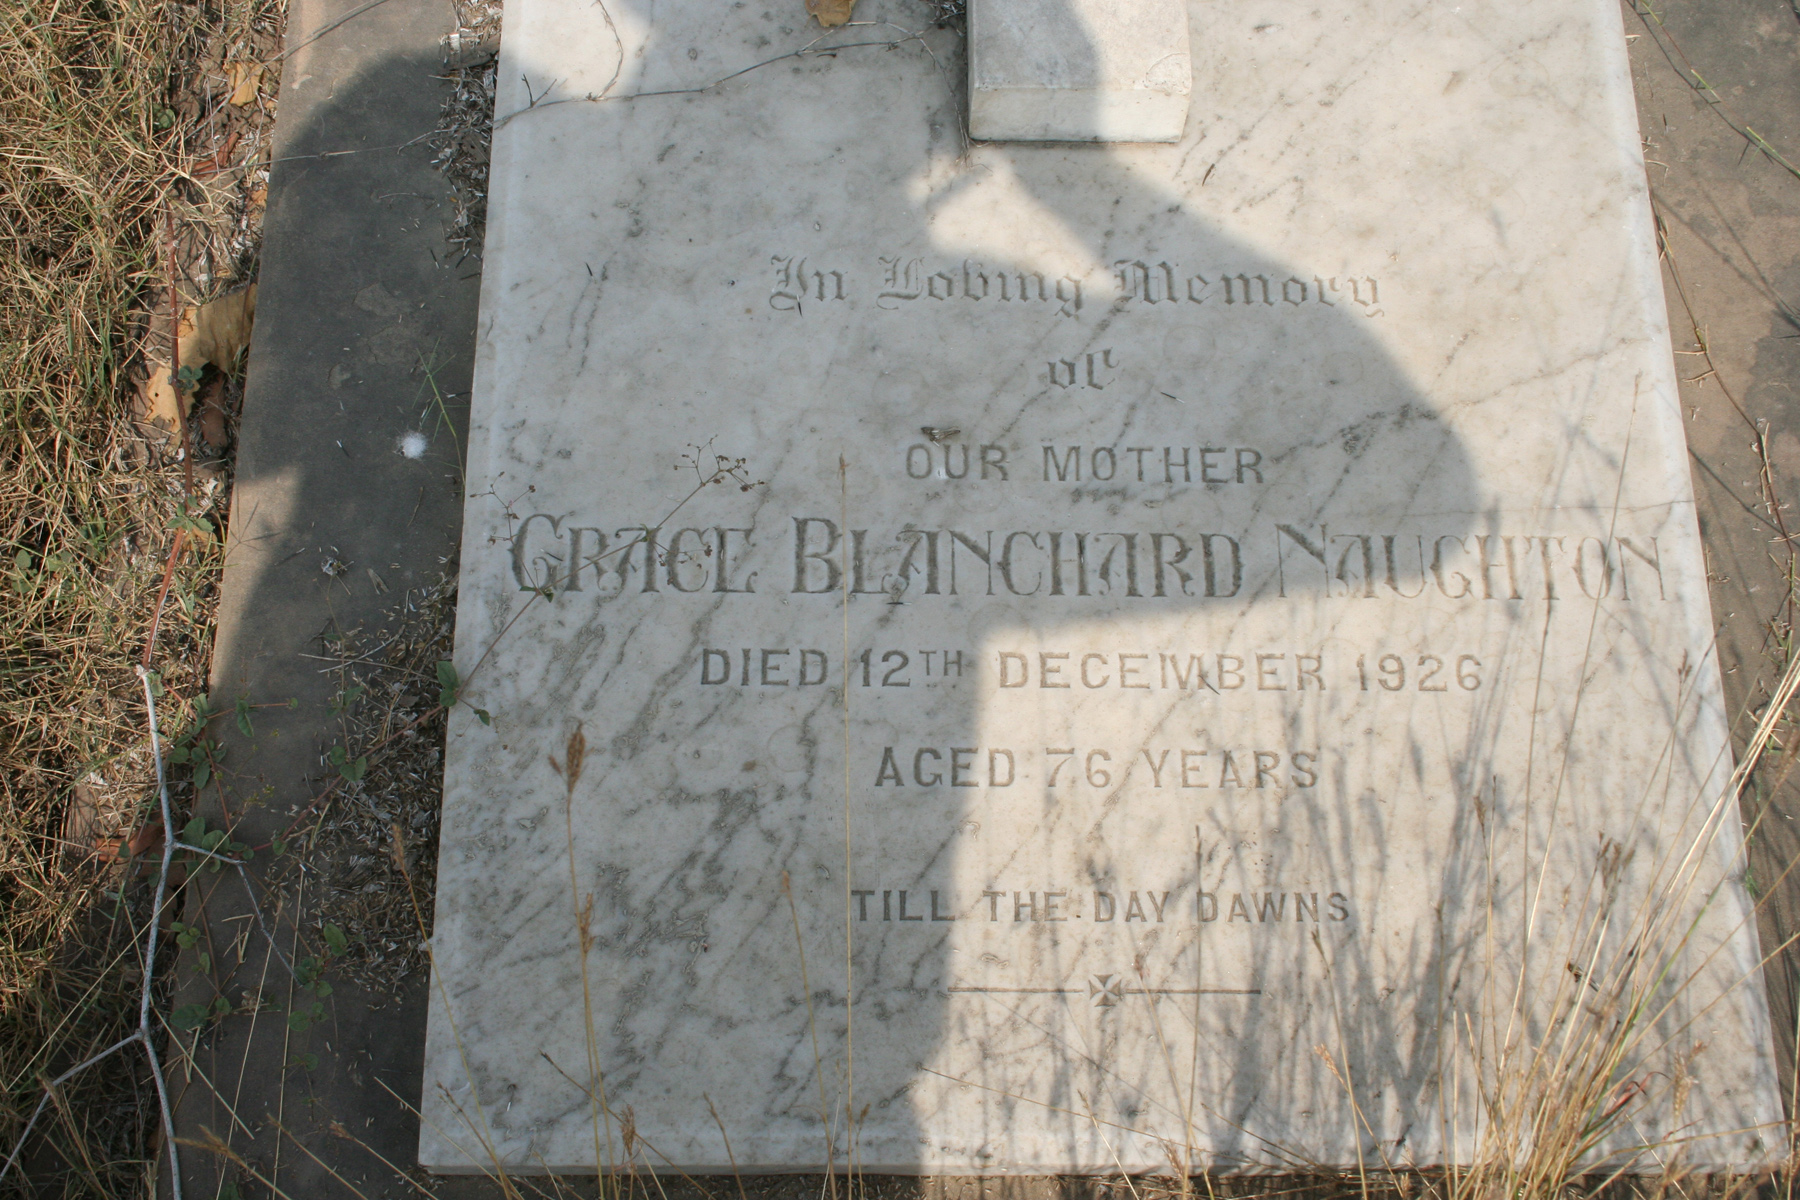 In Loving Memory
of
OUR MOTHER
GRACE BLANCHARD NAUGHTON
DIED 12TH DECEMBER 1926
AGED 76 YEARS
TILL THE DAY DAWNS